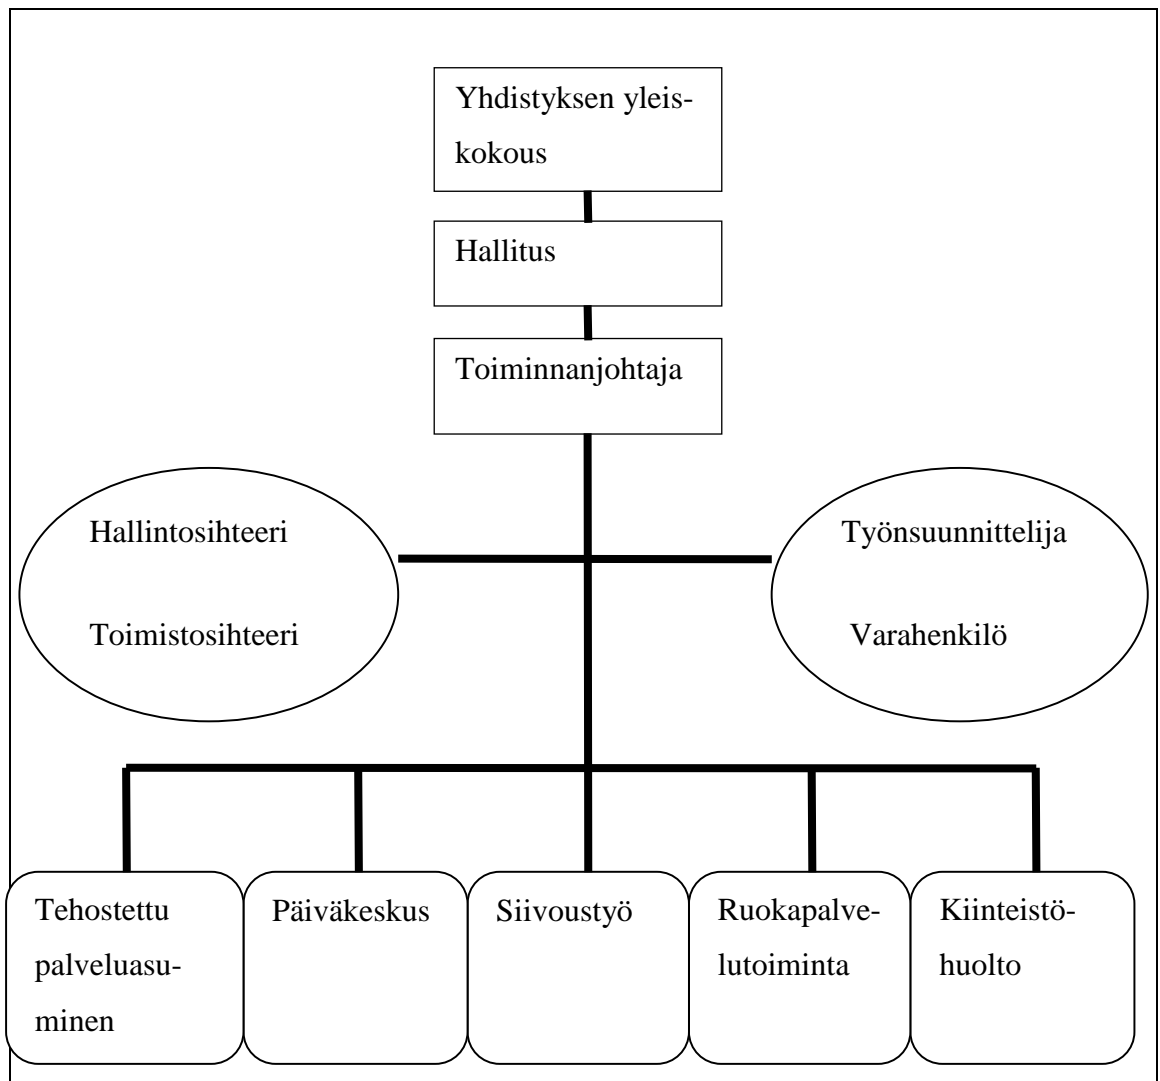 Yhdistyksen yleis-
kokous
Hallitus
Toiminnanjohtaja
Hallintosihteeri
Toimistosihteeri
Työnsuunnittelija
Varahenkilö
Tehostettu
palveluasu-
minen
Päiväkeskus
Siivoustyö
Ruokapalve-
lutoiminta
Kiinteistö-
huolto